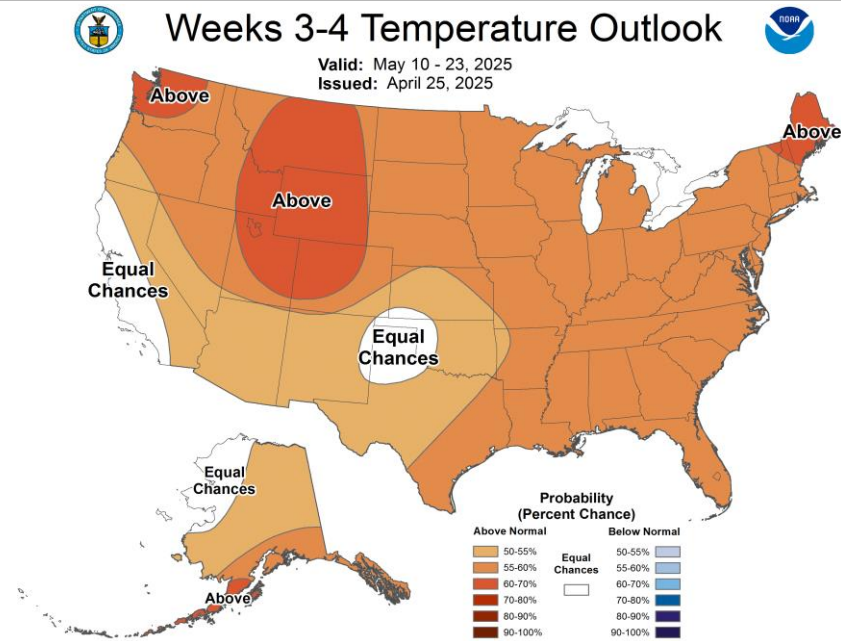 Weeks 3-4 Temperature Outlook
NOAA
Valid: May 10 - 23, 2025
Issued: April 25, 2025
Above
Above
Above
Equal
Chances
Equal
Chances
Equal
Chances
Above
Probability
(Percent Chance)
Above Normal
Below Normal
50-55%
55-60%
60-70%
70-80%
80-90%
90-100%
Equal
Chances
50-55%
55-60%
60-70%
70-80%
80-90%
90-100%